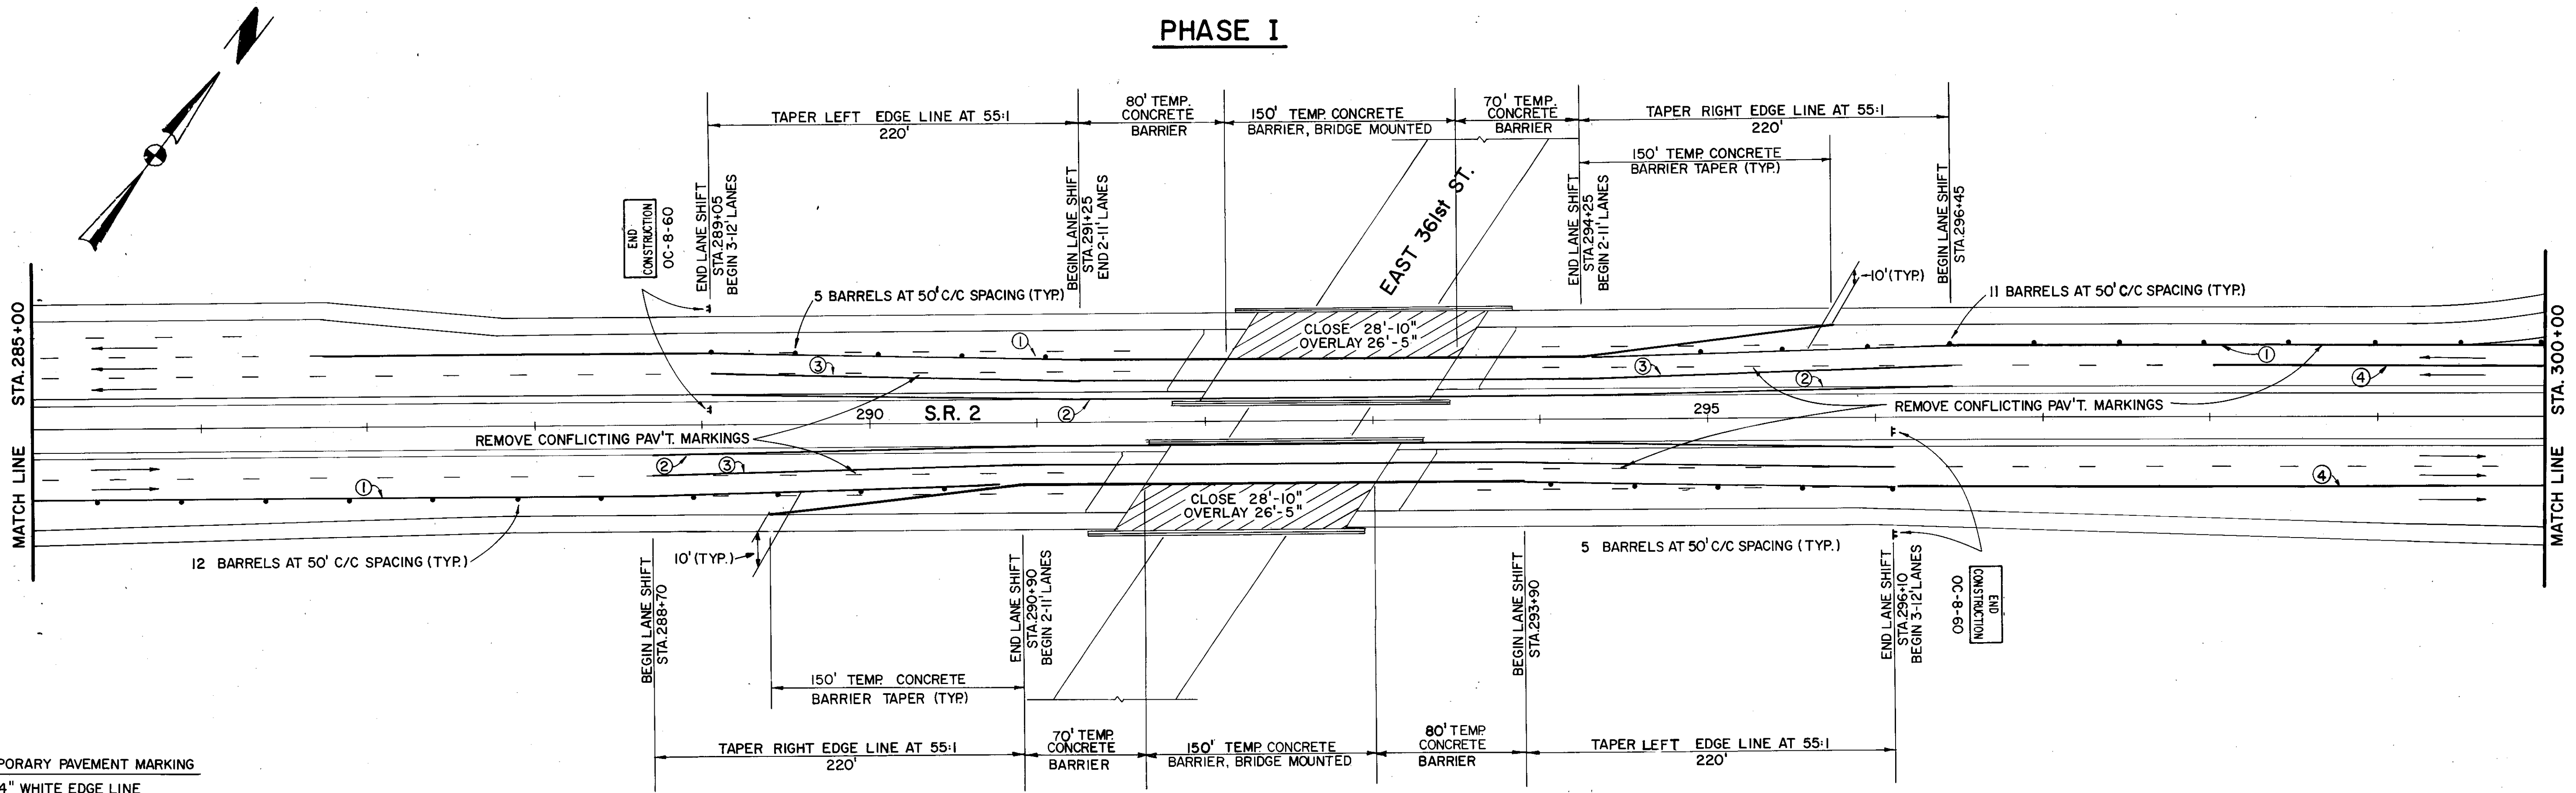 PHASE I
N
TAPER LEFT EDGE LINE AT 55:1
220'
80' TEMP.
CONCRETE
BARRIER
150' TEMP. CONCRETE
BARRIER, BRIDGE MOUNTED
70' TEMP.
CONCRETE
BARRIER
TAPER RIGHT EDGE LINE AT 55:1
220'
150' TEMP. CONCRETE
BARRIER TAPER (TYP.)
END
CONSTRUCTION
OC-8-60
END LANE SHIFT
STA. 289+05
BEGIN 3-12' LANES
BEGIN LANE SHIFT
STA. 291+25
END 2-11' LANES
EAST 361st ST.
END LANE SHIFT
STA. 294+25
BEGIN 2-11' LANES
BEGIN LANE SHIFT
STA. 296+45
10' (TYP.)
5 BARRELS AT 50' C/C SPACING (TYP.)
11 BARRELS AT 50' C/C SPACING (TYP.)
MATCH LINE STA. 285+00
CLOSE 28'-10"
OVERLAY 26'-5"
1
3
3
2
1
4
MATCH LINE STA. 300+00
290
S.R. 2
2
295
REMOVE CONFLICTING PAV'T. MARKINGS
REMOVE CONFLICTING PAV'T. MARKINGS
2
3
1
4
CLOSE 28'-10"
OVERLAY 26'-5"
12 BARRELS AT 50' C/C SPACING (TYP.)
10' (TYP.)
5 BARRELS AT 50' C/C SPACING (TYP.)
BEGIN LANE SHIFT
STA. 288+70
END LANE SHIFT
STA. 290+90
BEGIN 2-11' LANES
BEGIN LANE SHIFT
STA. 293+90
END LANE SHIFT
STA. 296+10
BEGIN 3-12' LANES
END
CONSTRUCTION
OC-8-60
150' TEMP. CONCRETE
BARRIER TAPER (TYP.)
TAPER RIGHT EDGE LINE AT 55:1
220'
70' TEMP.
CONCRETE
BARRIER
150' TEMP. CONCRETE
BARRIER, BRIDGE MOUNTED
80' TEMP.
CONCRETE
BARRIER
TAPER LEFT EDGE LINE AT 55:1
220'
PORARY PAVEMENT MARKING
4" WHITE EDGE LINE